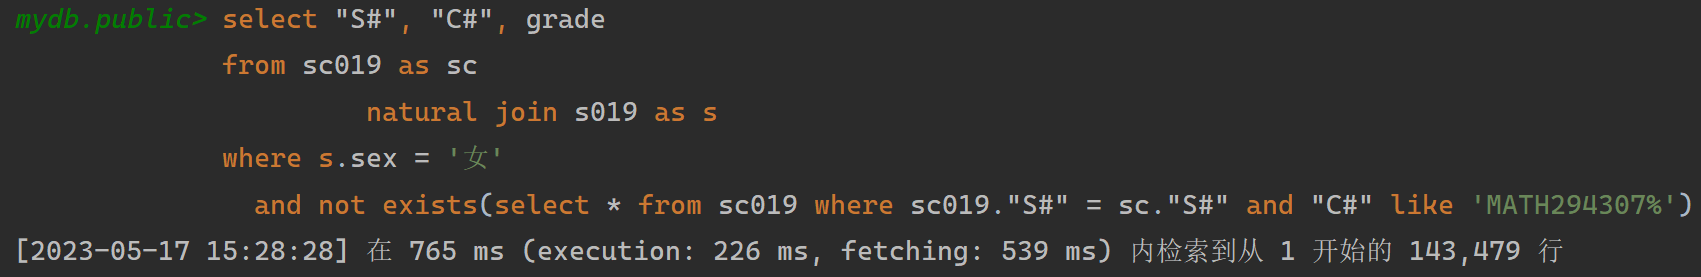 mydb.public> select "S#", "C#", grade
from sc019 as sc
natural join s019 as s
where s.sex = '女'
and not exists(select * from sc019 where sc019."S#" = sc."S#" and "C#" like 'MATH294307%')
[2023-05-17 15:28:28] 在 765 ms (execution: 226 ms, fetching: 539 ms) 内检索到从 1 开始的 143,479 行